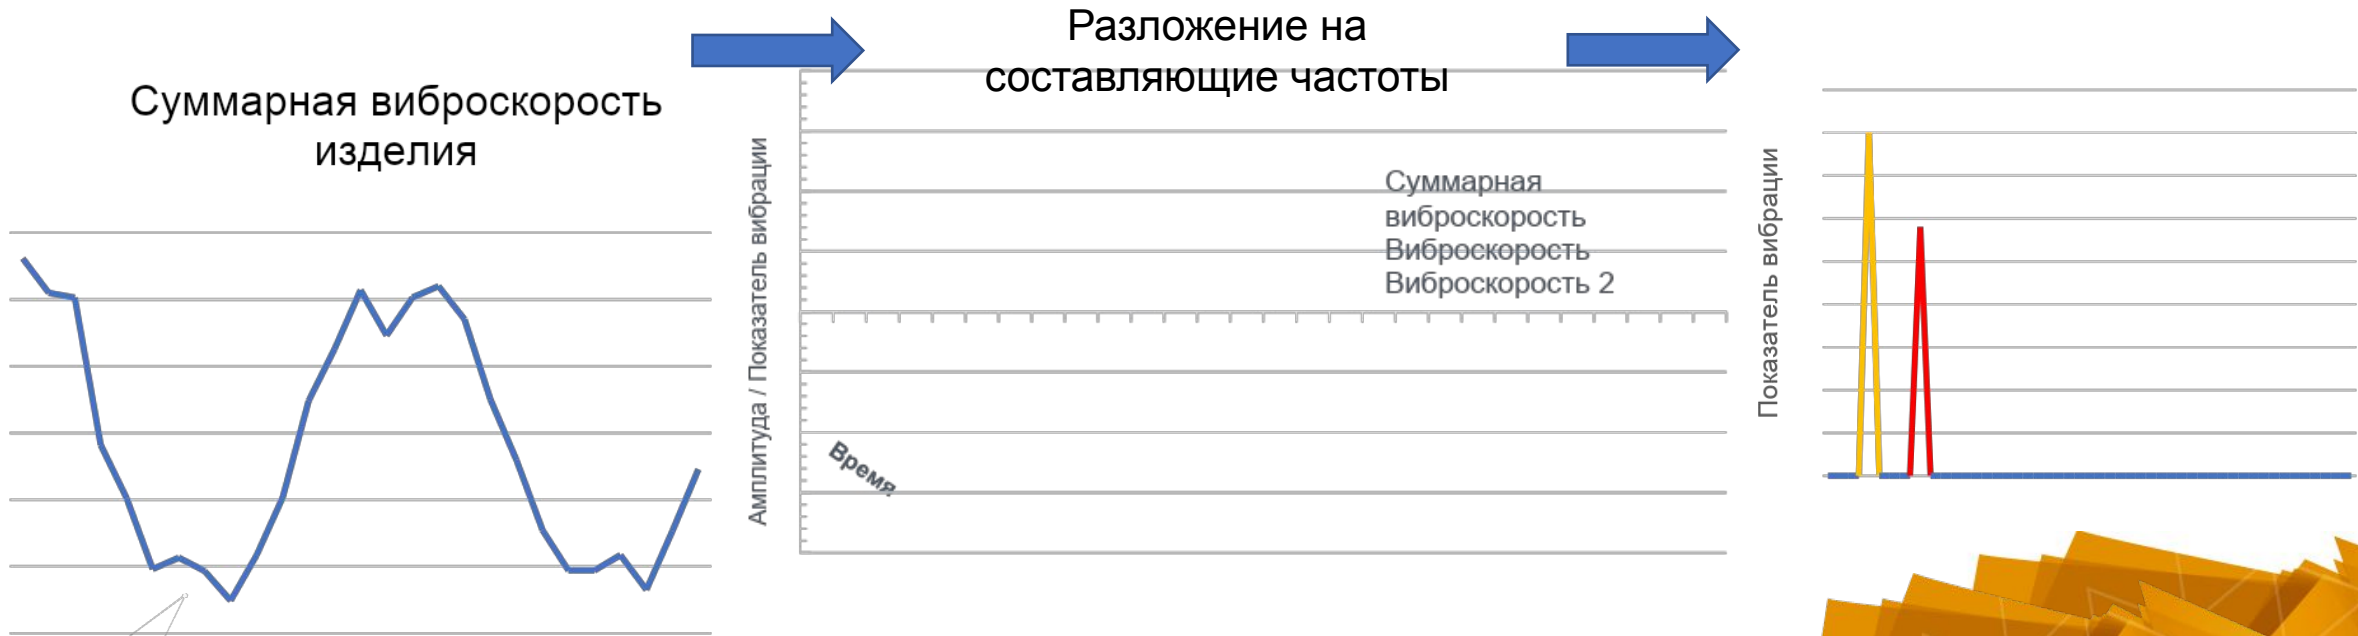 Суммарная виброскорость
изделия
Разложение на
составляющие частоты
Амплитуда / Показатель вибрации
Суммарная
виброскорость
Виброскорость
Виброскорость 2
Время
Показатель вибрации